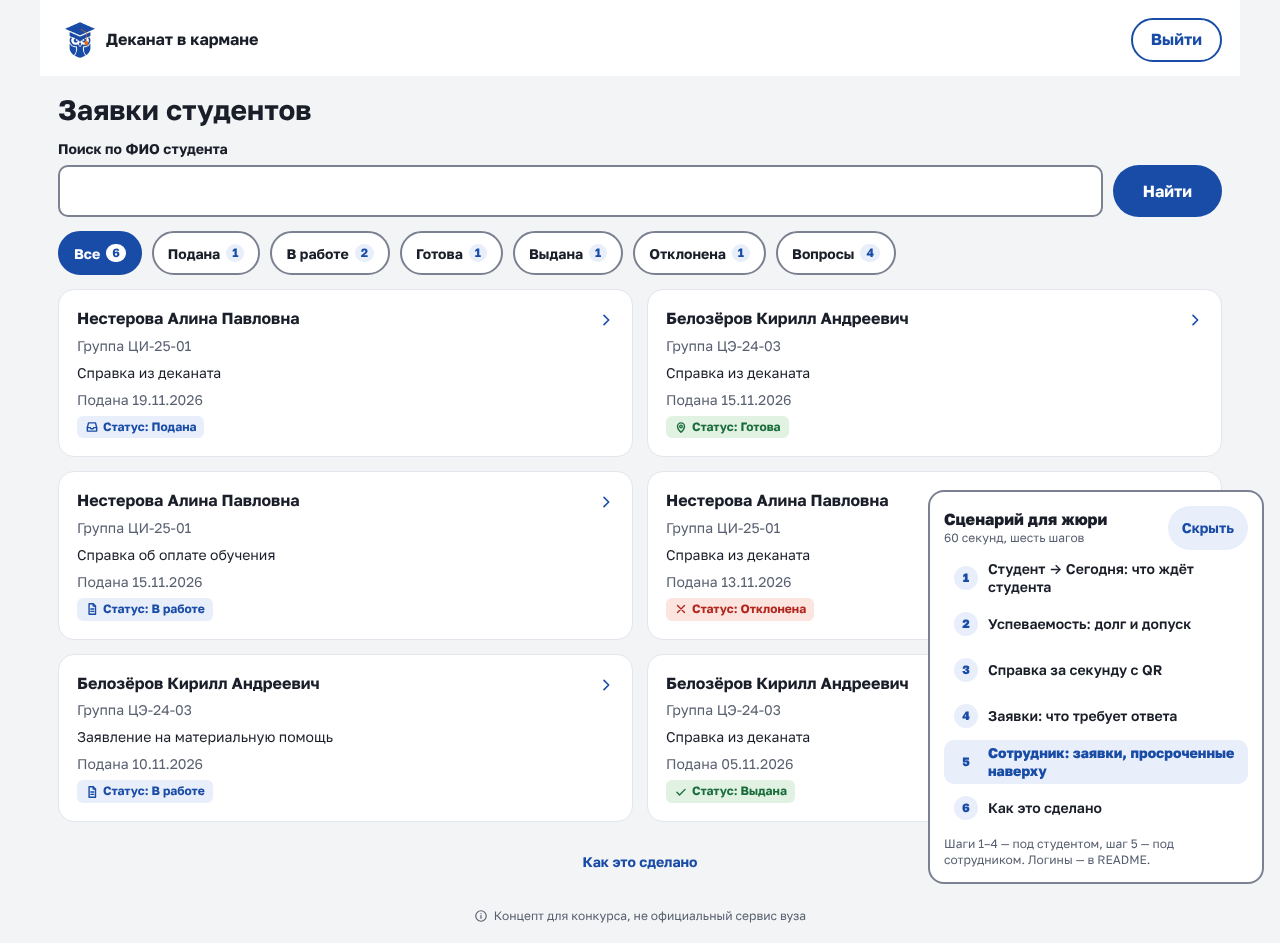 Деканат в кармане
Выйти
Заявки студентов
Поиск по ФИО студента
Найти
Все 6
Подана 1
В работе 2
Готова 1
Выдана 1
Отклонена 1
Вопросы 4
Нестерова Алина Павловна
Группа ЦИ-25-01
Справка из деканата
Подана 19.11.2026
Статус: Подана
Белозёров Кирилл Андреевич
Группа ЦЭ-24-03
Справка из деканата
Подана 15.11.2026
Статус: Готова
Нестерова Алина Павловна
Группа ЦИ-25-01
Справка об оплате обучения
Подана 15.11.2026
Статус: В работе
Нестерова Алина Павловна
Группа ЦИ-25-01
Справка из деканата
Подана 13.11.2026
Статус: Отклонена
Белозёров Кирилл Андреевич
Группа ЦЭ-24-03
Заявление на материальную помощь
Подана 10.11.2026
Статус: В работе
Белозёров Кирилл Андреевич
Группа ЦЭ-24-03
Справка из деканата
Подана 05.11.2026
Статус: Выдана
Сценарий для жюри
60 секунд, шесть шагов
Скрыть
1 Студент → Сегодня: что ждёт
студента
2 Успеваемость: долг и допуск
3 Справка за секунду с QR
4 Заявки: что требует ответа
5 Сотрудник: заявки, просроченные
наверху
6 Как это сделано
Шаги 1–4 — под студентом, шаг 5 — под
сотрудником. Логины — в README.
Как это сделано
Концепт для конкурса, не официальный сервис вуза